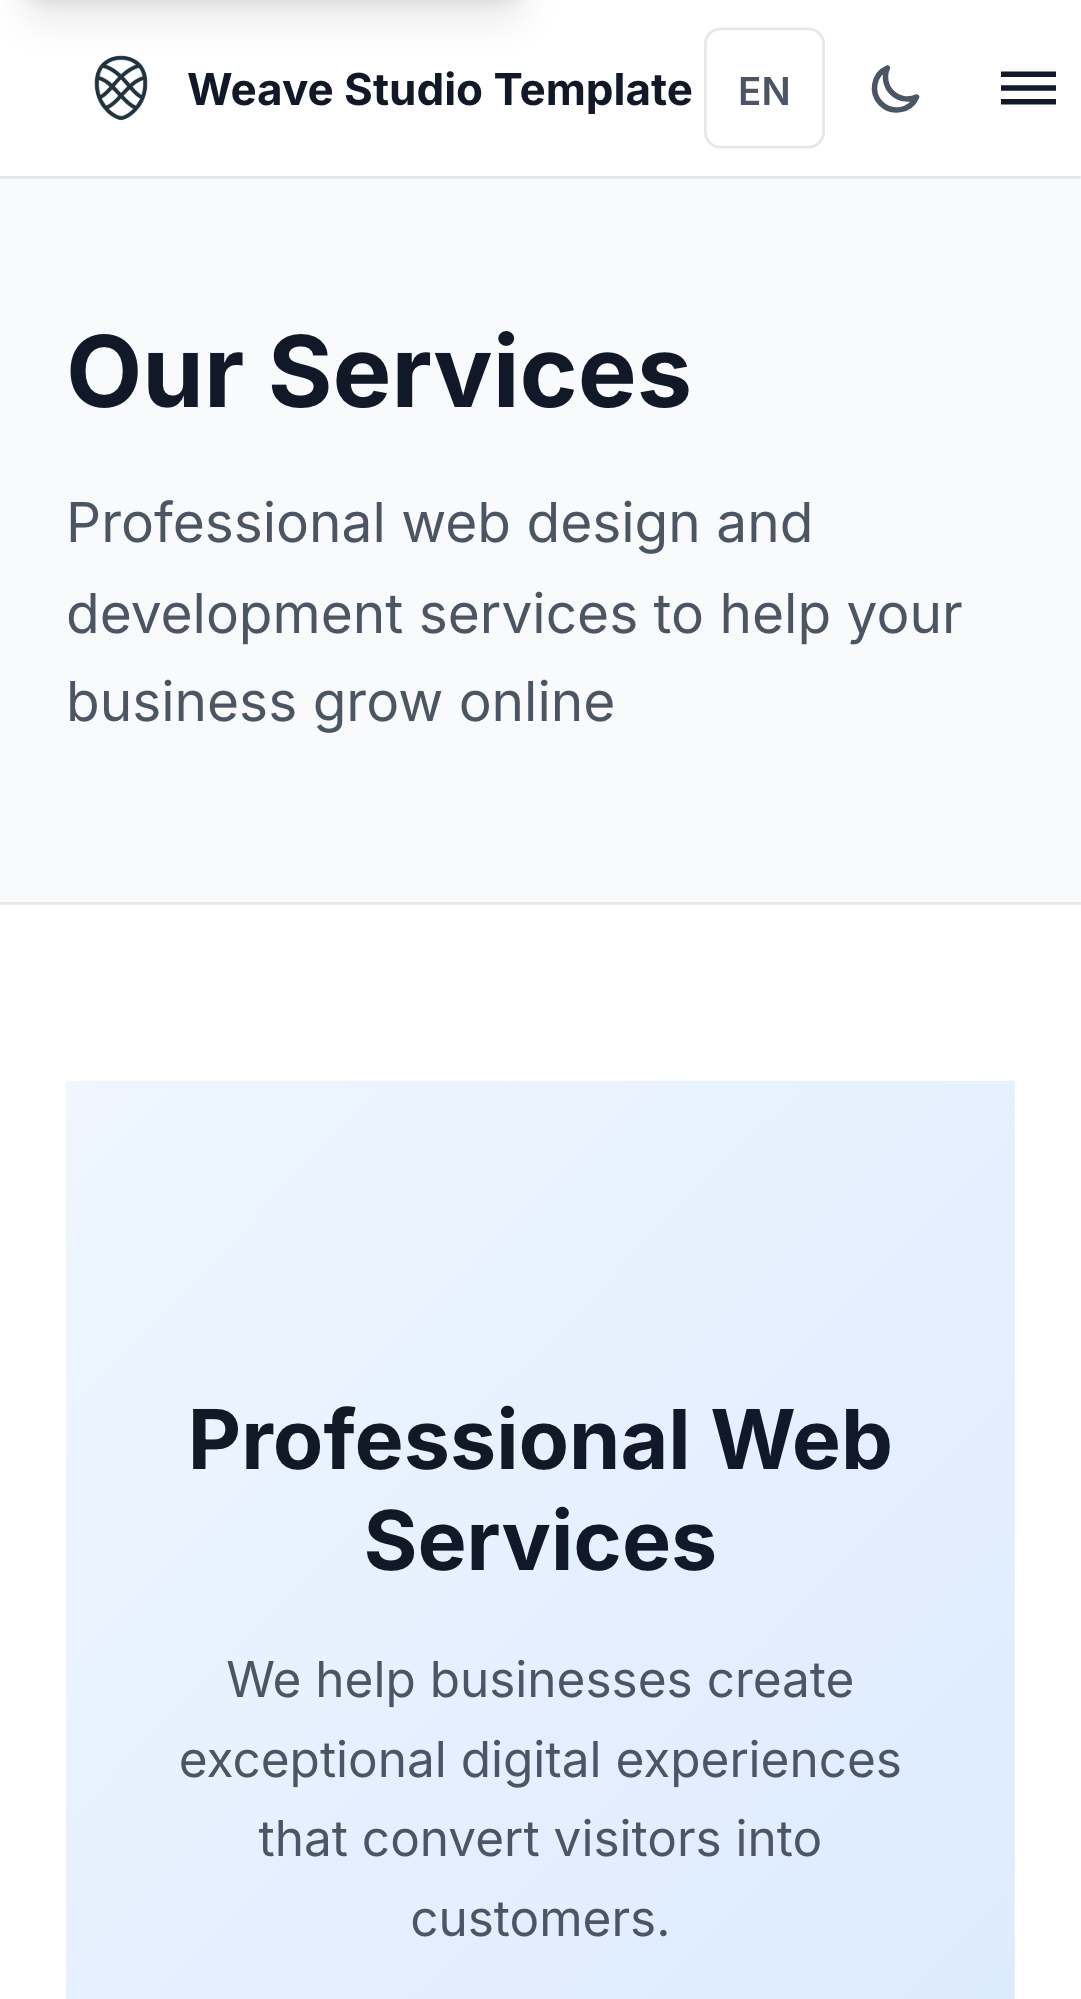 Weave Studio Template EN
Our Services
Professional web design and
development services to help your
business grow online
Professional Web
Services
We help businesses create
exceptional digital experiences
that convert visitors into
customers.